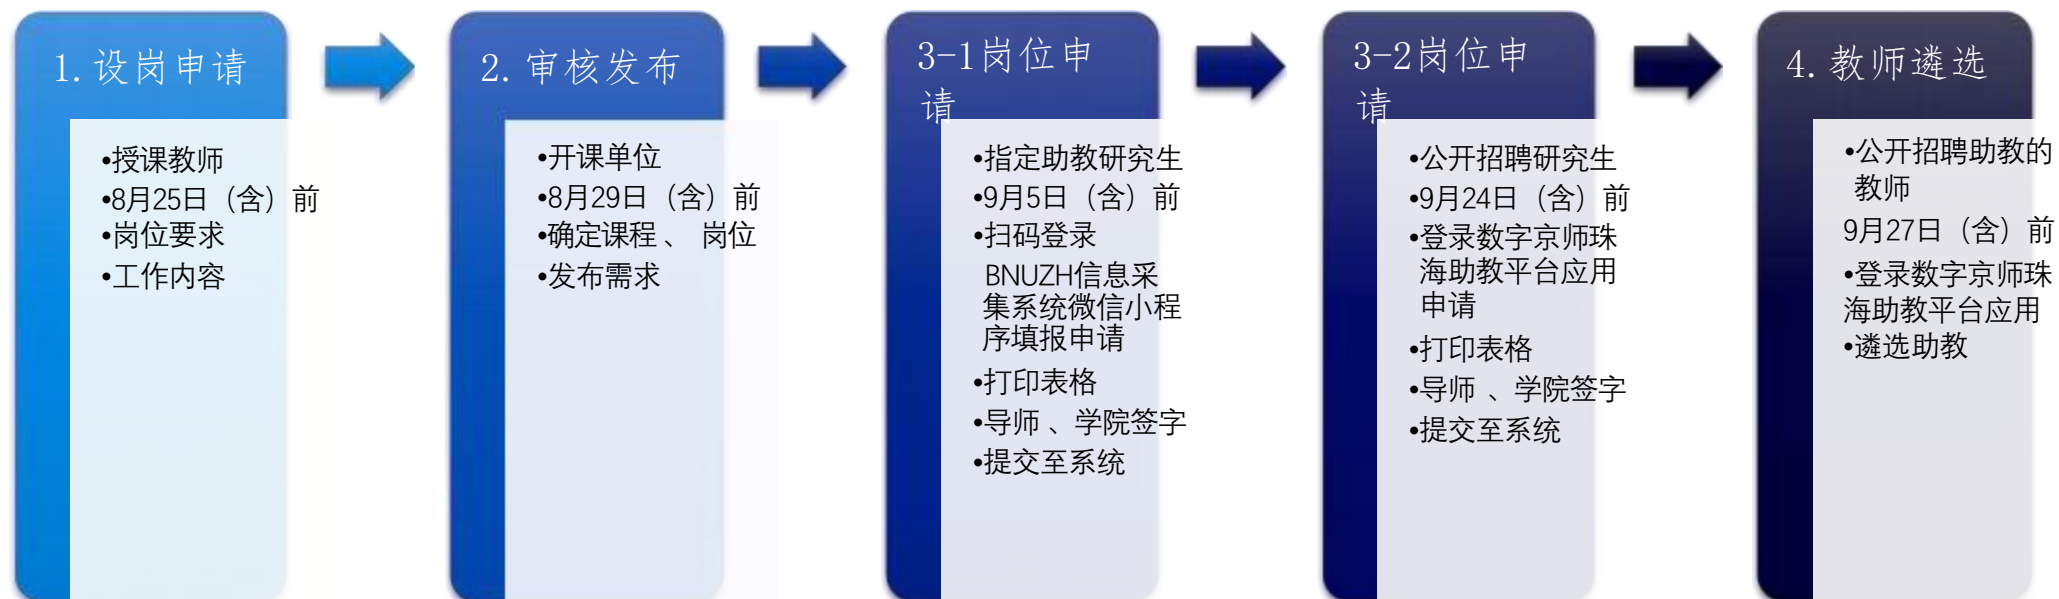 1. 设岗申请
•授课教师
•8月25日（含）前
•岗位要求
•工作内容
2. 审核发布
•开课单位
•8月29日（含）前
•确定课程 、 岗位
•发布需求
3-1岗位申
请
•指定助教研究生
•9月5日（含）前
•扫码登录
BNUZH信息采
集系统微信小程
序填报申请
•打印表格
•导师 、学院签字
•提交至系统
3-2岗位申
请
•公开招聘研究生
•9月24日（含）前
•登录数字京师珠
海助教平台应用
申请
•打印表格
•导师 、学院签字
•提交至系统
4. 教师遴选
•公开招聘助教的
教师
9月27日（含）前
•登录数字京师珠
海助教平台应用
•遴选助教